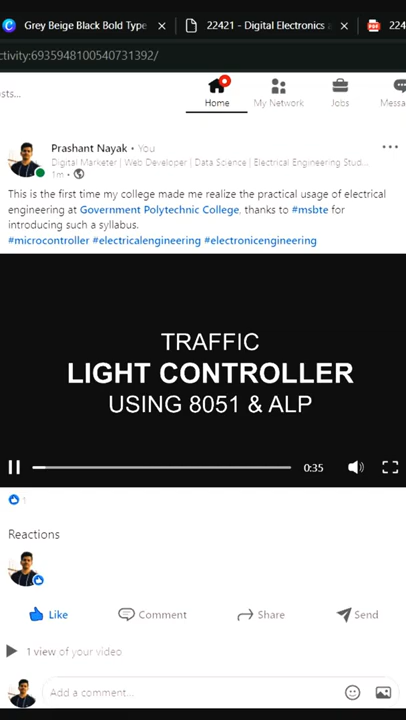 Grey Beige Black Bold Type
22421 - Digital Electronics a
224
ctivity:6935948100540731392/
sts...
Home
My Network
Jobs
Messa
Prashant Nayak • You
Digital Marketer | Web Developer | Data Science | Electrical Engineering Stud...
1m •
This is the first time my college made me realize the practical usage of electrical
engineering at Government Polytechnic College, thanks to #msbte for
introducing such a syllabus.
#microcontroller #electricalengineering #electronicengineering
TRAFFIC
LIGHT CONTROLLER
USING 8051 & ALP
0:35
1
Reactions
Like
Comment
Share
Send
1 view of your video
Add a comment...